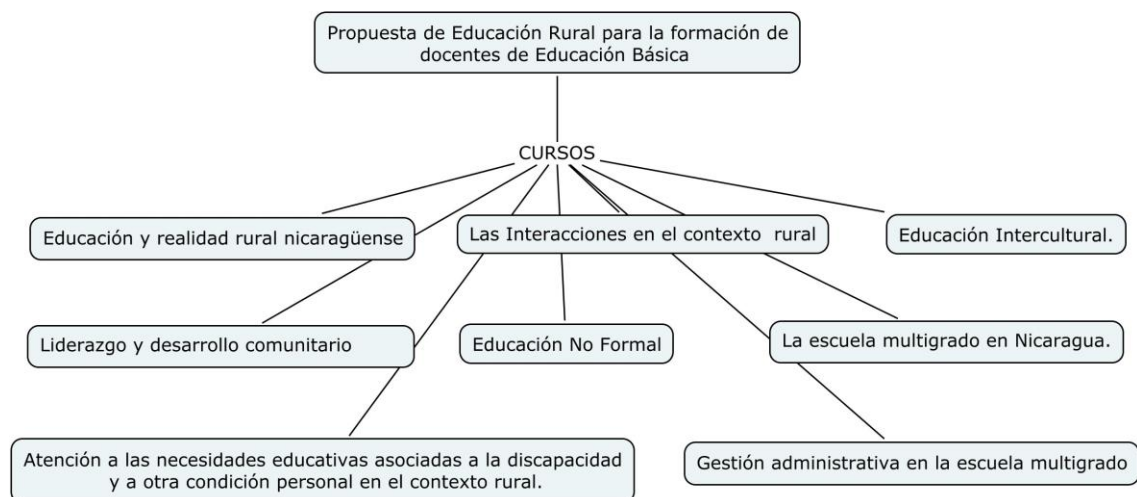 Propuesta de Educación Rural para la formación de
docentes de Educación Básica
CURSOS
Educación y realidad rural nicaragüense
Las Interacciones en el contexto rural
Educación Intercultural.
Liderazgo y desarrollo comunitario
Educación No Formal
La escuela multigrado en Nicaragua.
Atención a las necesidades educativas asociadas a la discapacidad
y a otra condición personal en el contexto rural.
Gestión administrativa en la escuela multigrado